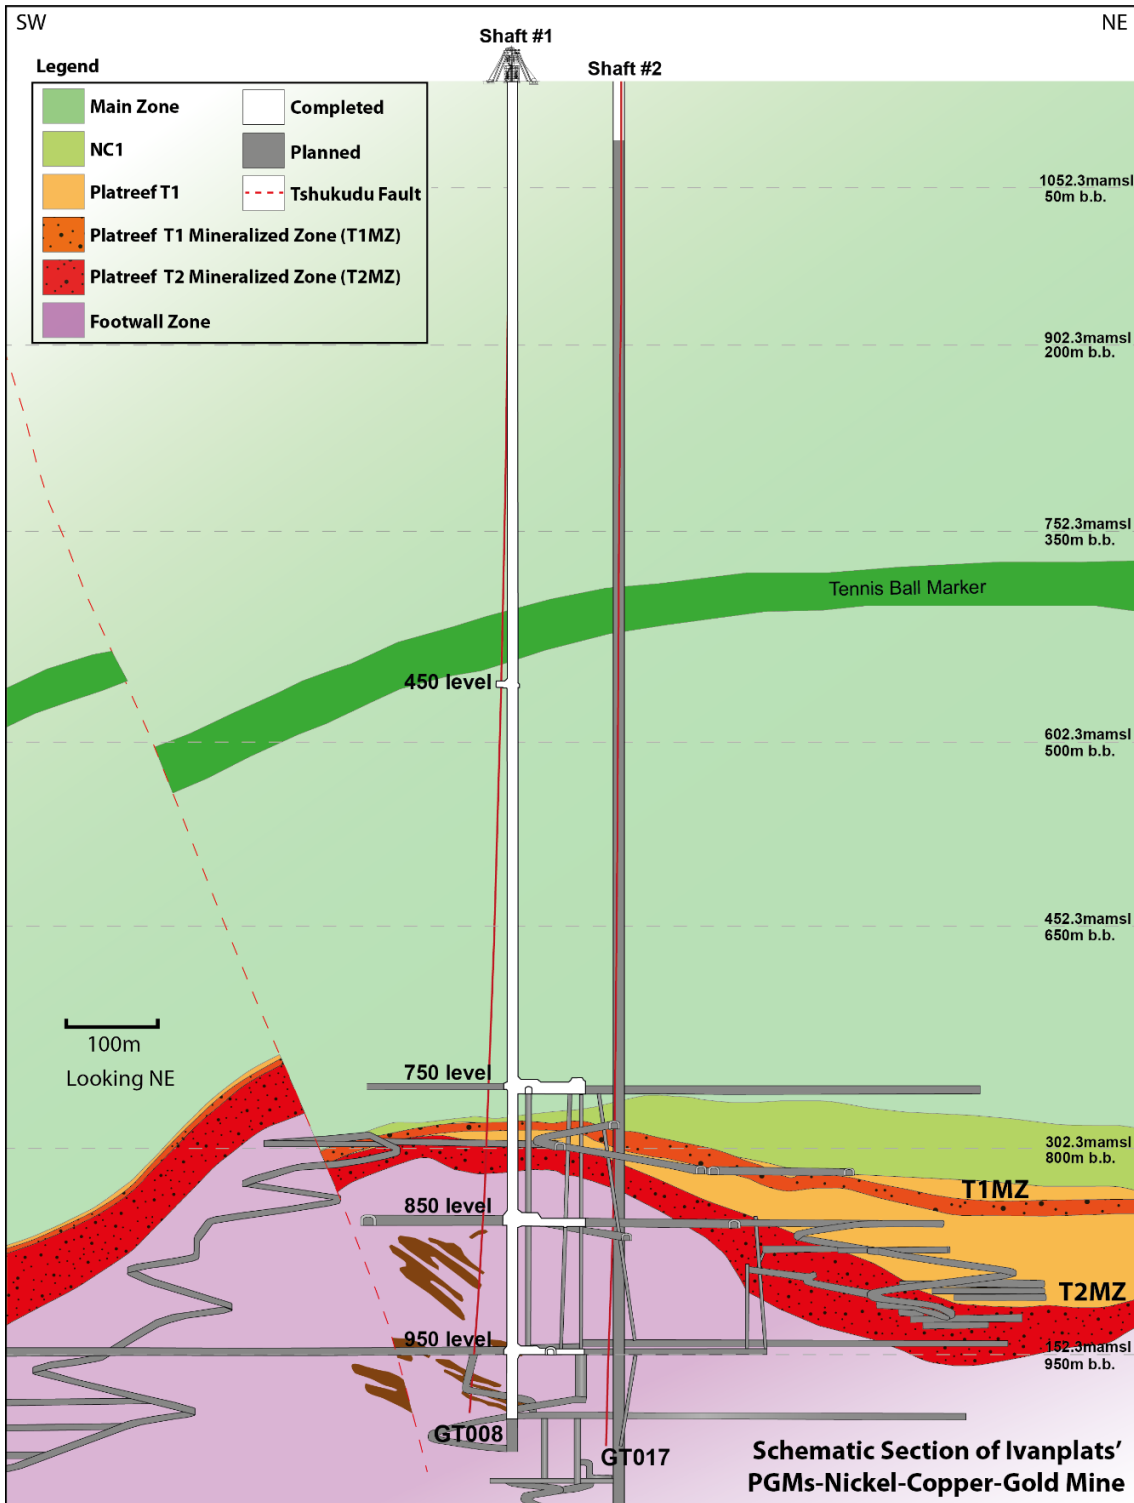 SW
NE
Shaft #1
Shaft #2
Legend
Main Zone
NC1
Platreef T1
Platreef T1 Mineralized Zone (T1MZ)
Platreef T2 Mineralized Zone (T2MZ)
Footwall Zone
Completed
Planned
Tshukudu Fault
1052.3mamsl
50m b.b.
902.3mamsl
200m b.b.
752.3mamsl
350m b.b.
Tennis Ball Marker
450 level
602.3mamsl
500m b.b.
452.3mamsl
650m b.b.
100m
Looking NE
750 level
302.3mamsl
800m b.b.
T1MZ
850 level
T2MZ
950 level
152.3mamsl
950m b.b.
GT008
GT017
Schematic Section of Ivanplats'
PGMs-Nickel-Copper-Gold Mine